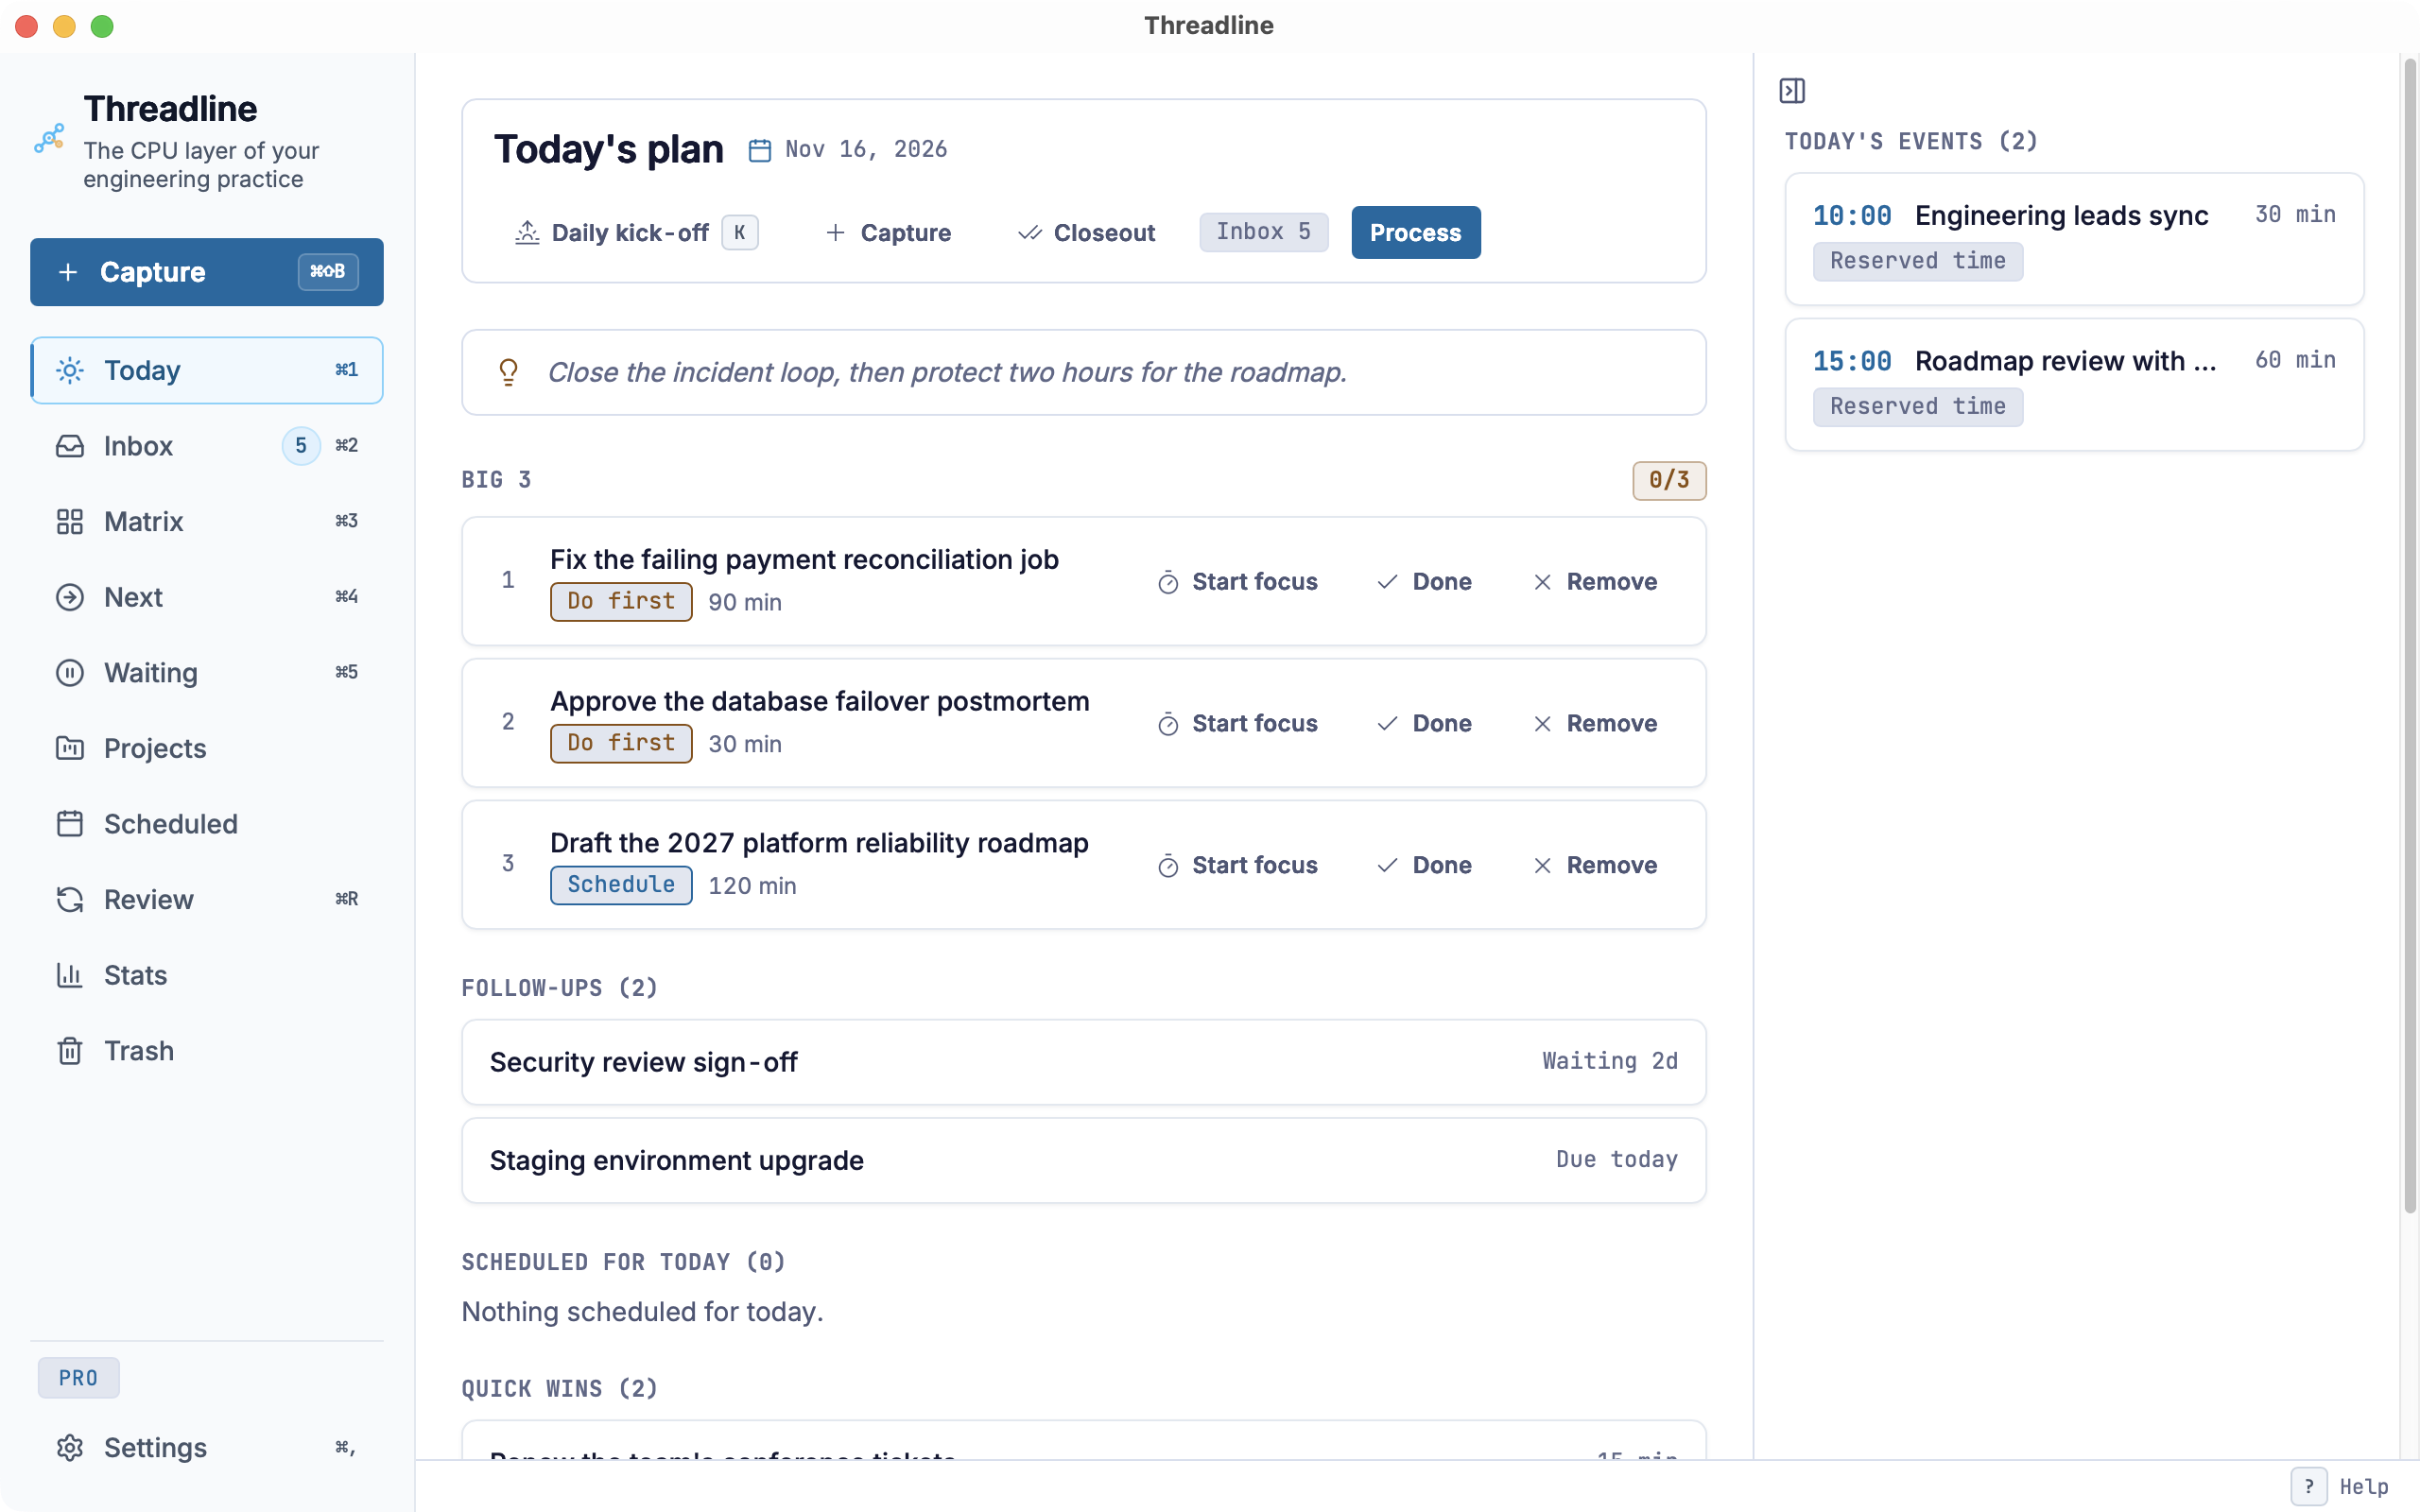 Threadline
Threadline
The CPU layer of your
engineering practice
+ Capture ⌘⇧B
Today ⌘1
Inbox 5 ⌘2
Matrix ⌘3
Next ⌘4
Waiting ⌘5
Projects
Scheduled
Review ⌘R
Stats
Trash
PRO
Settings ⌘,
Today's plan Nov 16, 2026
Daily kick-off K + Capture Closeout Inbox 5 Process
Close the incident loop, then protect two hours for the roadmap.
BIG 3 0/3
1 Fix the failing payment reconciliation job
Do first 90 min Start focus Done Remove
2 Approve the database failover postmortem
Do first 30 min Start focus Done Remove
3 Draft the 2027 platform reliability roadmap
Schedule 120 min Start focus Done Remove
FOLLOW-UPS (2)
Security review sign-off Waiting 2d
Staging environment upgrade Due today
SCHEDULED FOR TODAY (0)
Nothing scheduled for today.
QUICK WINS (2)
Renew the team's conference tickets 15 min
TODAY'S EVENTS (2)
10:00 Engineering leads sync 30 min
Reserved time
15:00 Roadmap review with ... 60 min
Reserved time
? Help